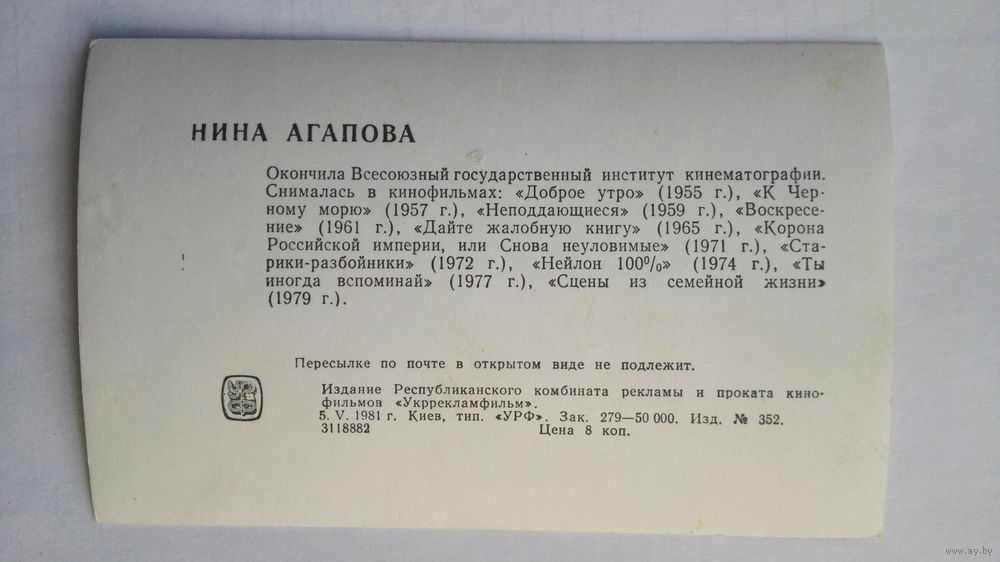 НИНА АГАПОВА
Окончила Всесоюзный государственный институт кинематографии.
Снималась в кинофильмах: «Доброе утро» (1955 г.), «К Чер-
ному морю» (1957 г.), «Неподдающиеся» (1959 г.), «Воскресе-
ние» (1961 г.), «Дайте жалобную книгу» (1965 г.), «Корона
Российской империи, или Снова неуловимые» (1971 г.), «Ста-
рики-разбойники» (1972 г.), «Нейлон 100%» (1974 г.), «Ты
иногда вспоминай» (1977 г.), «Сцены из семейной жизни»
(1979 г.).
Пересылке по почте в открытом виде не подлежит.
Издание Республиканского комбината рекламы и проката кино-
фильмов «Укррекламфильм».
5. V. 1981 г. Киев, тип. «УРФ». Зак. 279—50 000. Изд. № 352.
3118882 Цена 8 коп.
www.ay.by